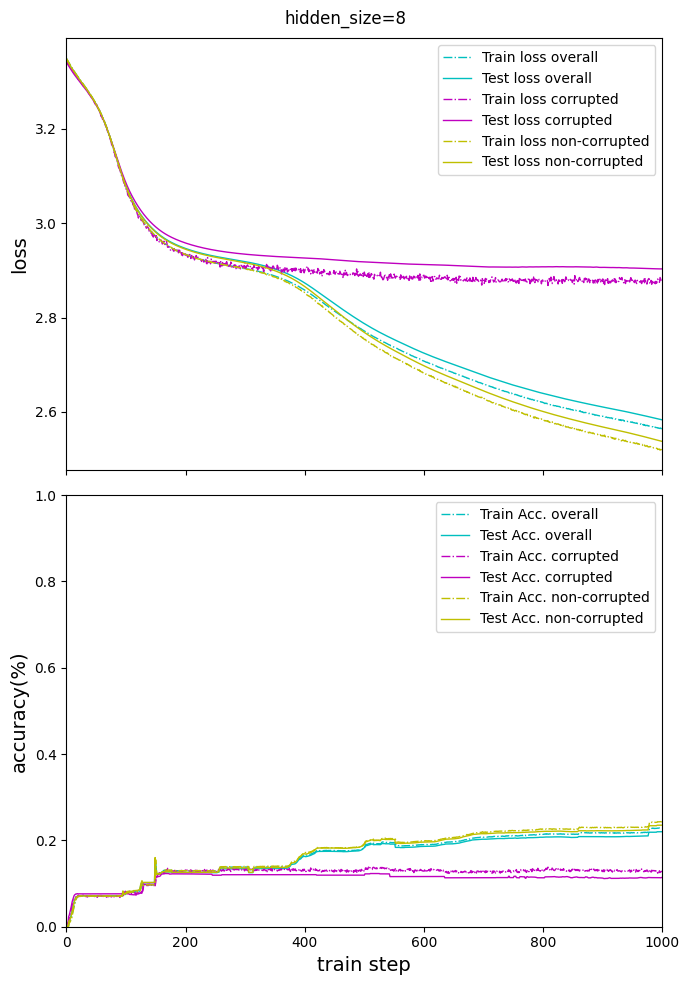 hidden_size=8
Train loss overall
Test loss overall
Train loss corrupted
Test loss corrupted
Train loss non-corrupted
Test loss non-corrupted
3.2
3.0
2.8
2.6
loss
Train Acc. overall
Test Acc. overall
Train Acc. corrupted
Test Acc. corrupted
Train Acc. non-corrupted
Test Acc. non-corrupted
1.0
0.8
0.6
0.4
0.2
0.0
accuracy(%)
0 200 400 600 800 1000
train step